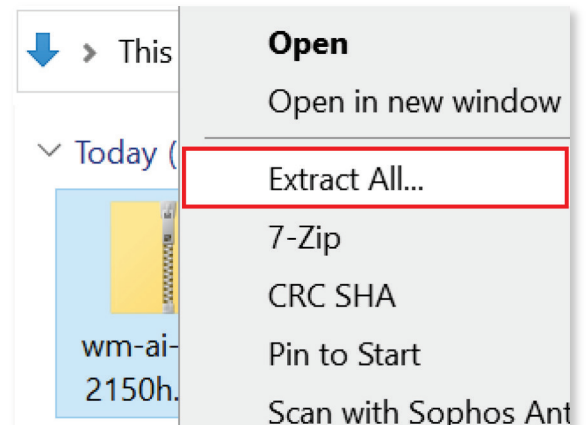 This
Today (
wm-ai-
2150h.
Open
Open in new window
Extract All...
7-Zip
CRC SHA
Pin to Start
Scan with Sophos Ant